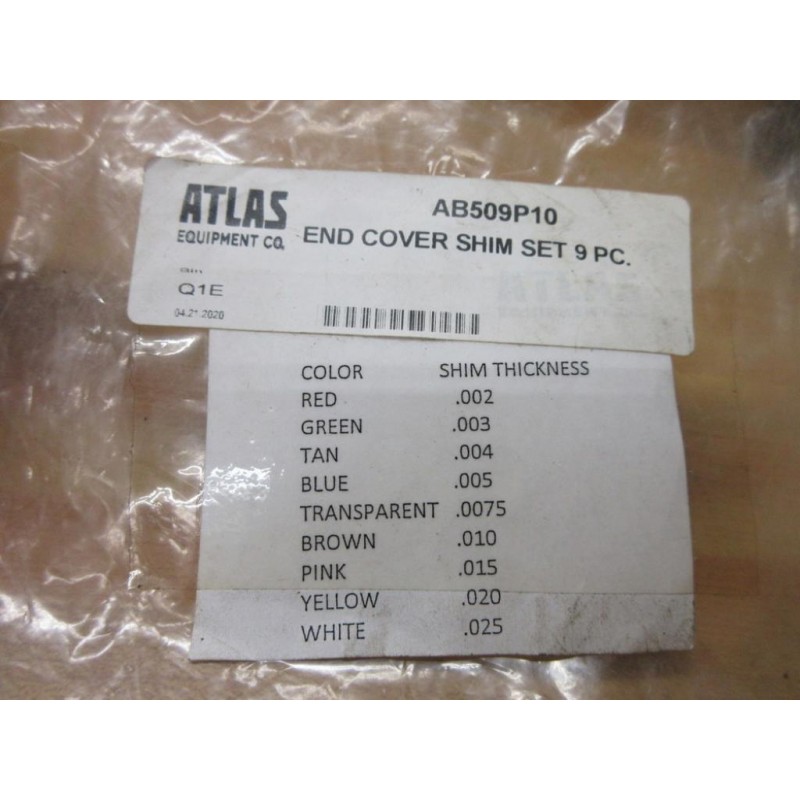 ATLAS
EQUIPMENT CO.
AB509P10
END COVER SHIM SET 9 PC.
Q1E
04.21.2020
COLOR SHIM THICKNESS
RED .002
GREEN .003
TAN .004
BLUE .005
TRANSPARENT .0075
BROWN .010
PINK .015
YELLOW .020
WHITE .025